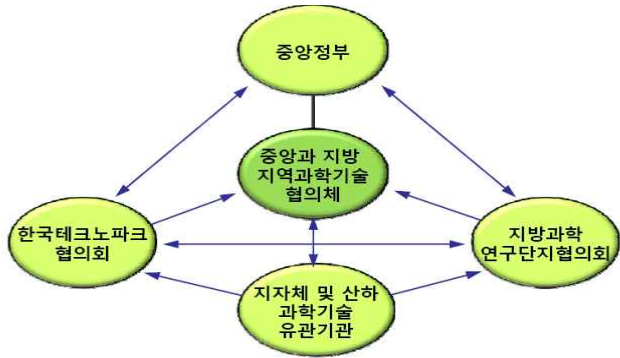 중앙정부
중앙과 지방
지역과학기술
협의체
한국테크노파크
협의회
지방과학
연구단지협의회
지자체 및 산하
과학기술
유관기관